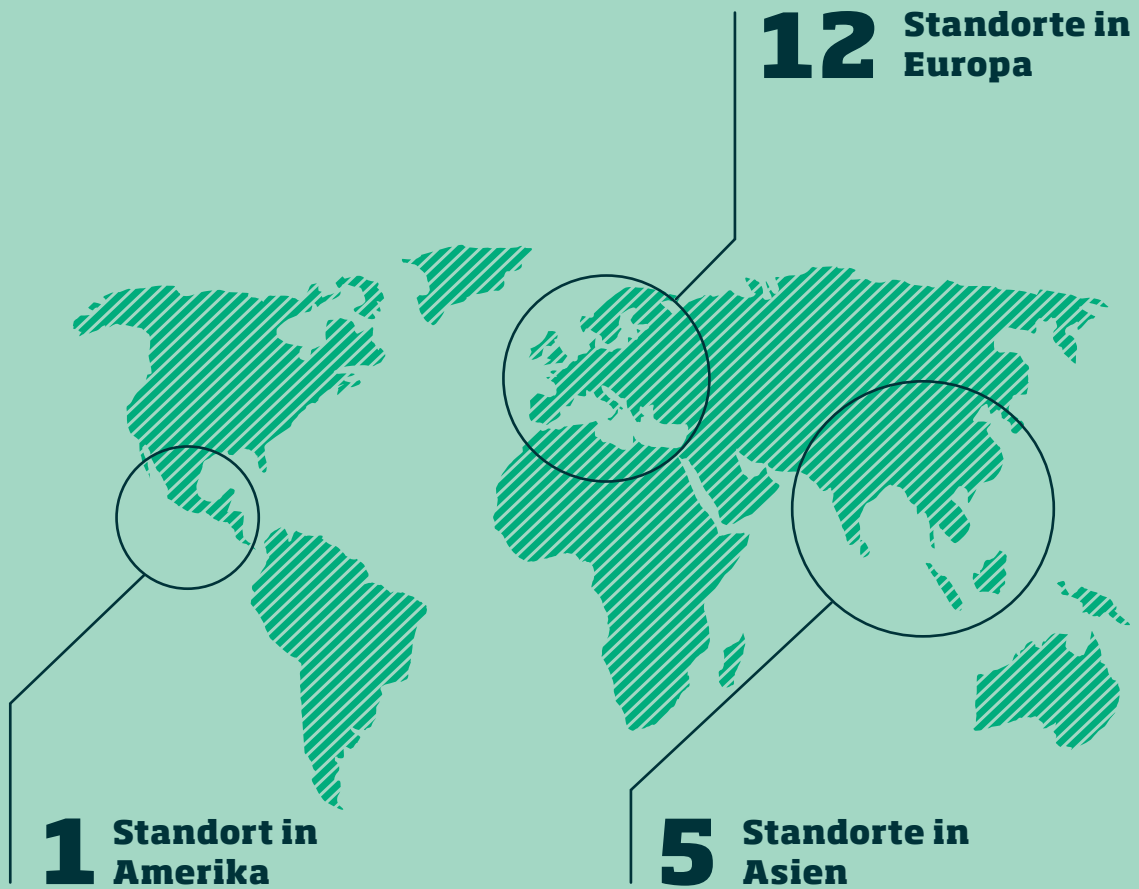 12 Standorte in
Europa
1 Standort in
Amerika
5 Standorte in
Asien